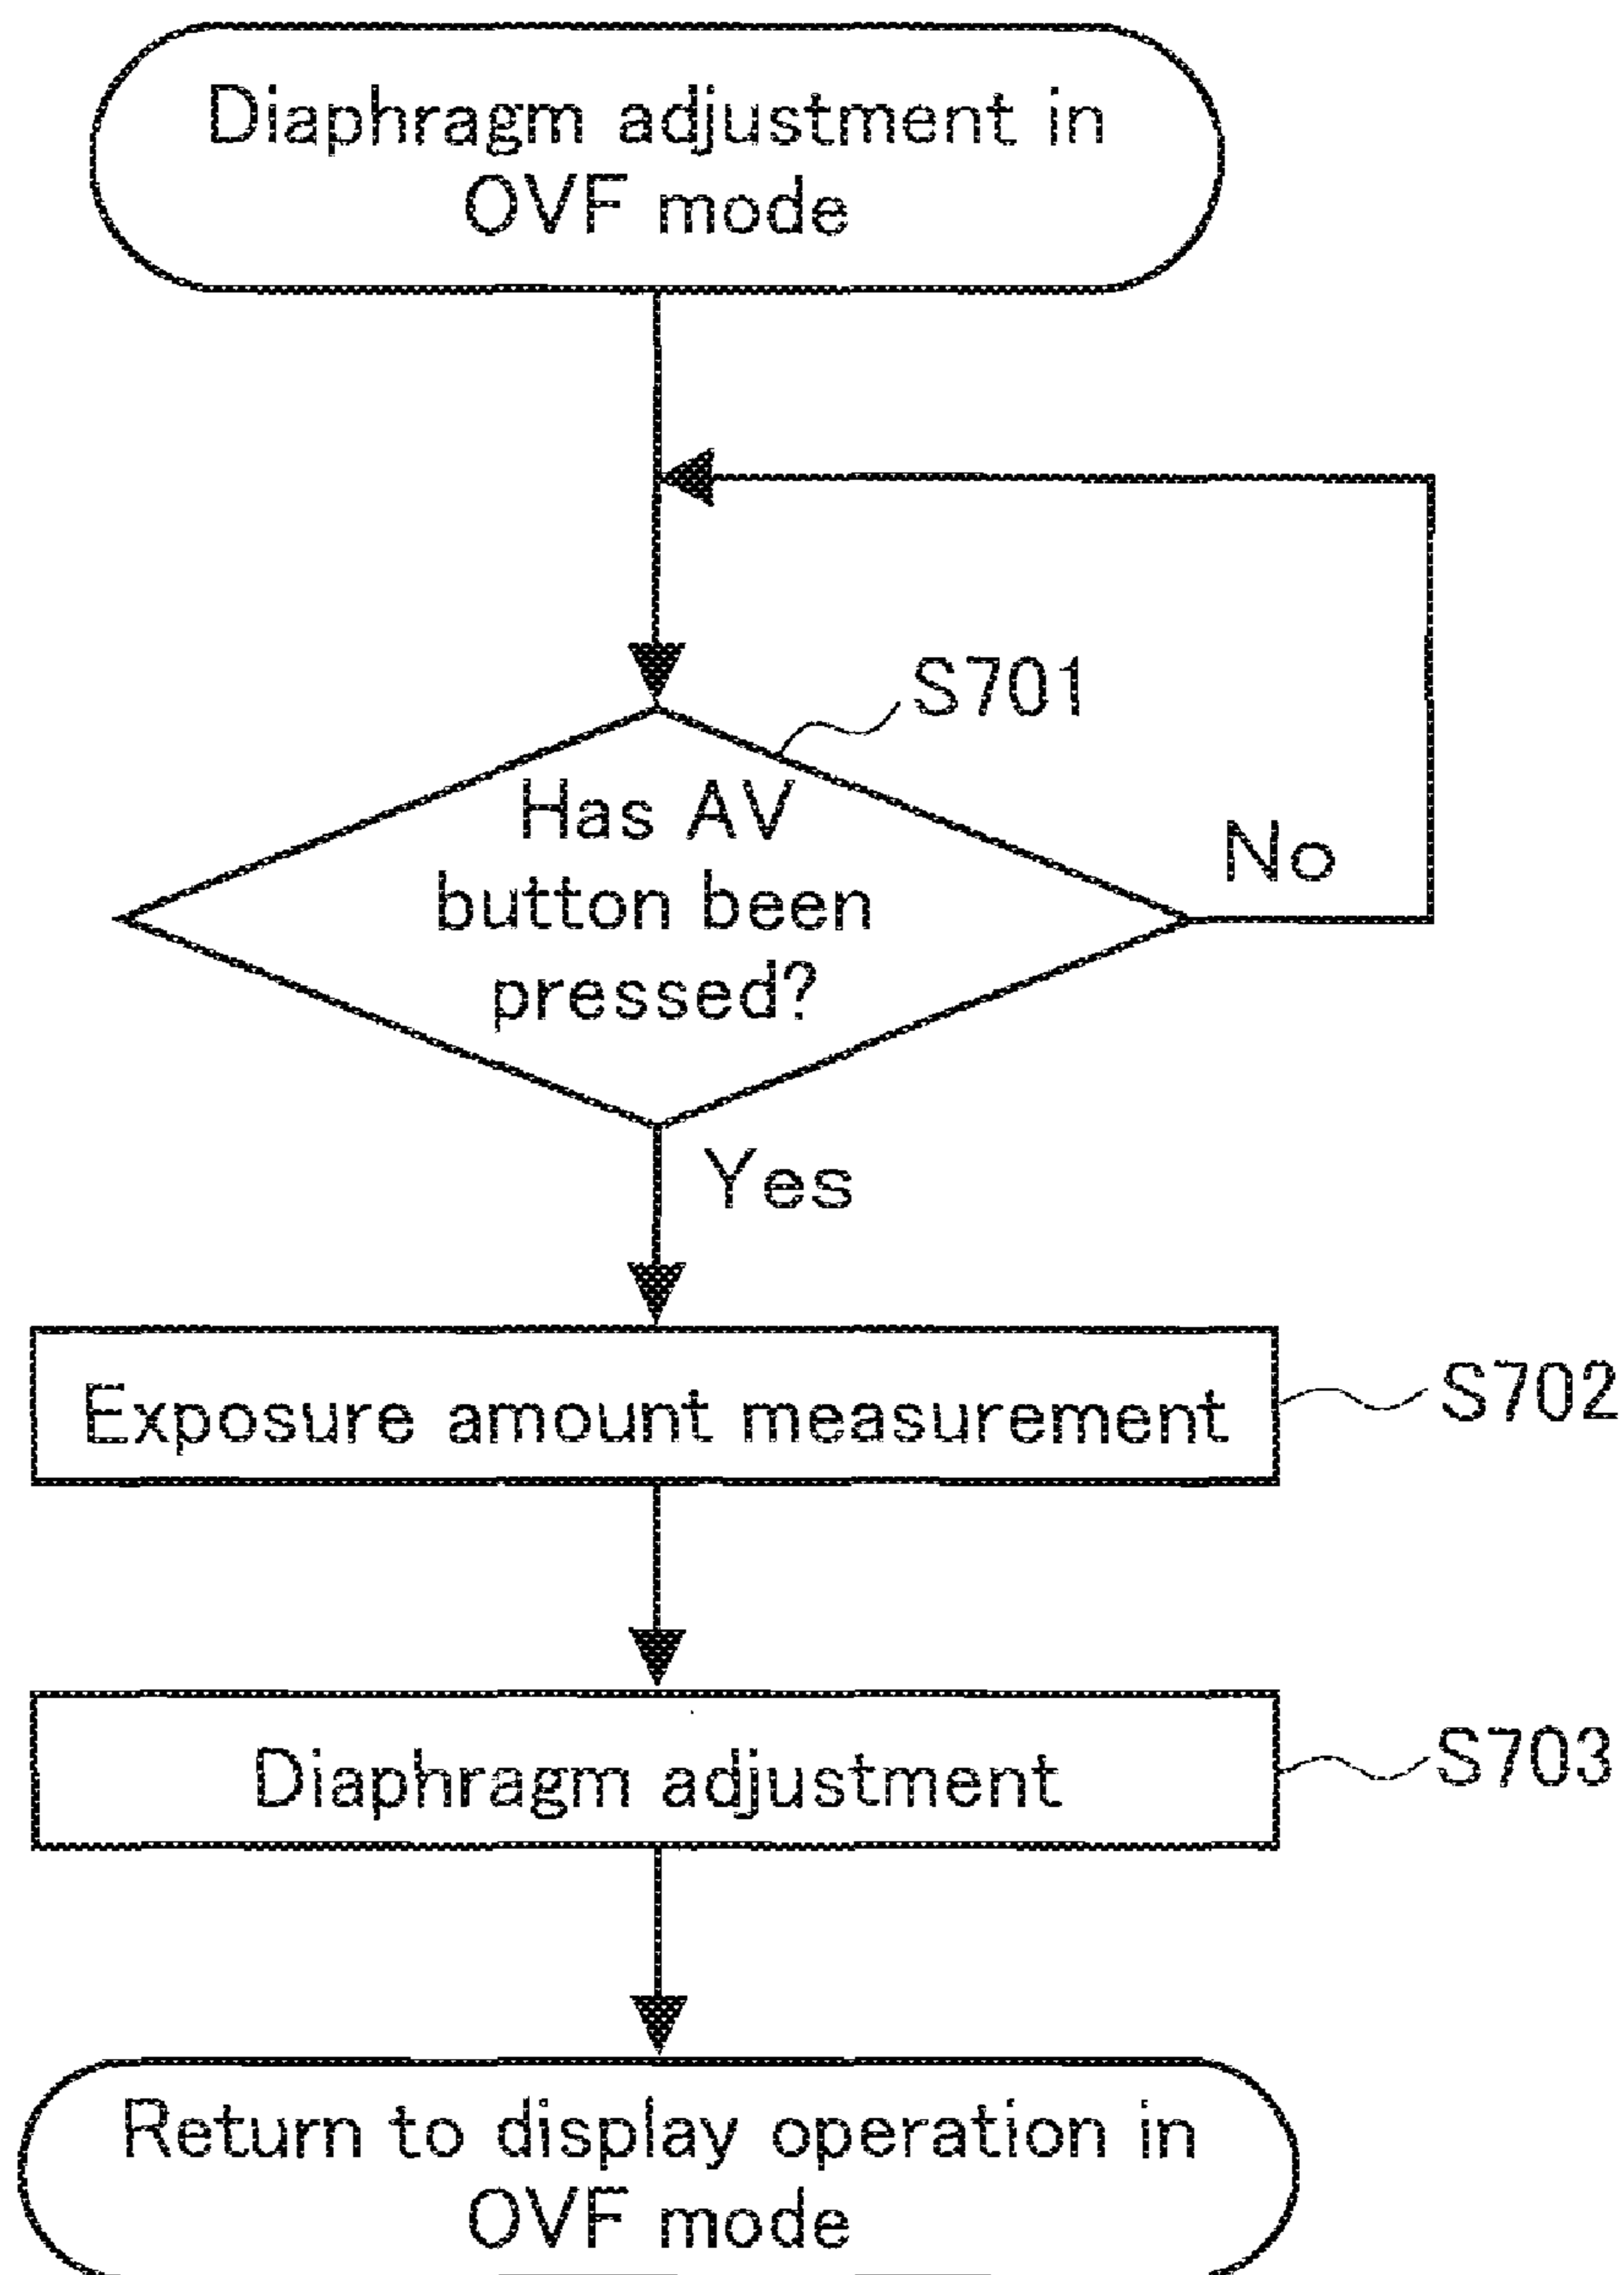 Diaphragm adjustment in
OVF mode
S701
Has AV
button been
pressed?
No
Yes
Exposure amount measurement
S702
Diaphragm adjustment
S703
Return to display operation in
OVF mode